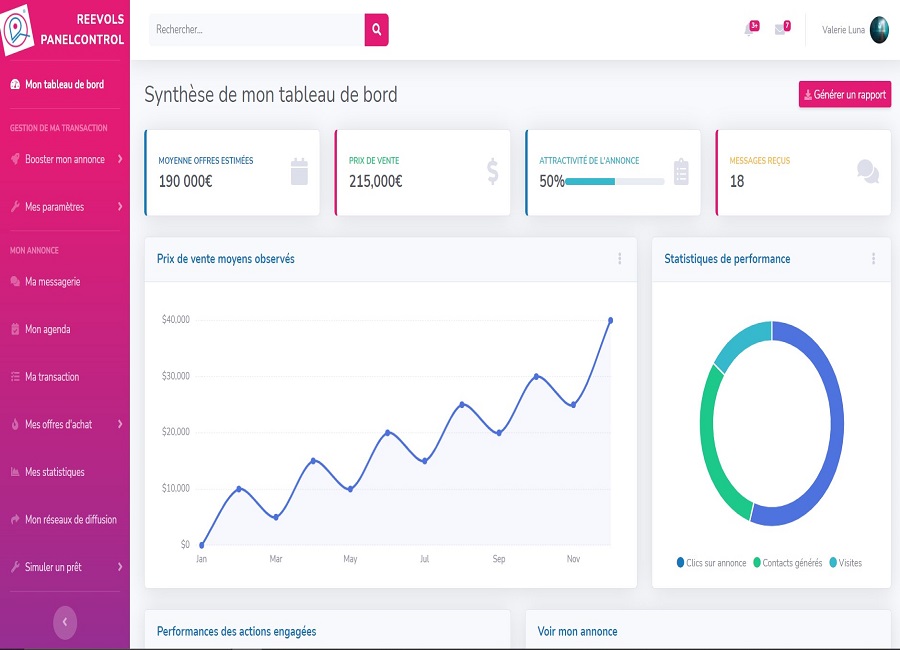 REEVOLS
PANELCONTROL
Mon tableau de bord
GESTION DE MA TRANSACTION
Booster mon annonce
Mes paramètres
MON ANNONCE
Ma messagerie
Mon agenda
Ma transaction
Mes offres d'achat
Mes statistiques
Mon réseaux de diffusion
Simuler un prêt
Rechercher...
3+
7
Valerie Luna
Synthèse de mon tableau de bord
Générer un rapport
MOYENNE OFFRES ESTIMÉES
190 000€
PRIX DE VENTE
215,000€
ATTRACTIVITÉ DE L'ANNONCE
50%
MESSAGES REÇUS
18
Prix de vente moyens observés
$40,000
$30,000
$20,000
$10,000
$0
Jan Mar May Jul Sep Nov
Statistiques de performance
Clics sur annonce Contacts générés Visites
Performances des actions engagées
Voir mon annonce